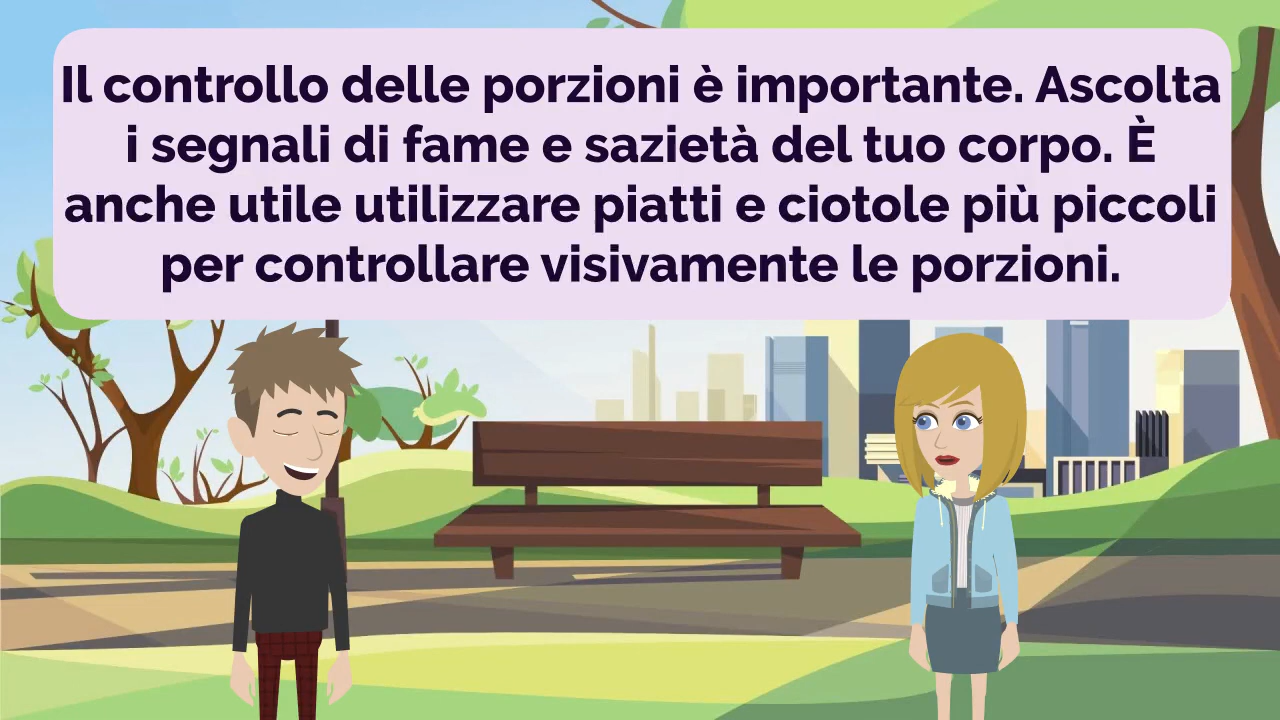 Il controllo delle porzioni è importante. Ascolta
i segnali di fame e sazietà del tuo corpo. È
anche utile utilizzare piatti e ciotole più piccoli
per controllare visivamente le porzioni.